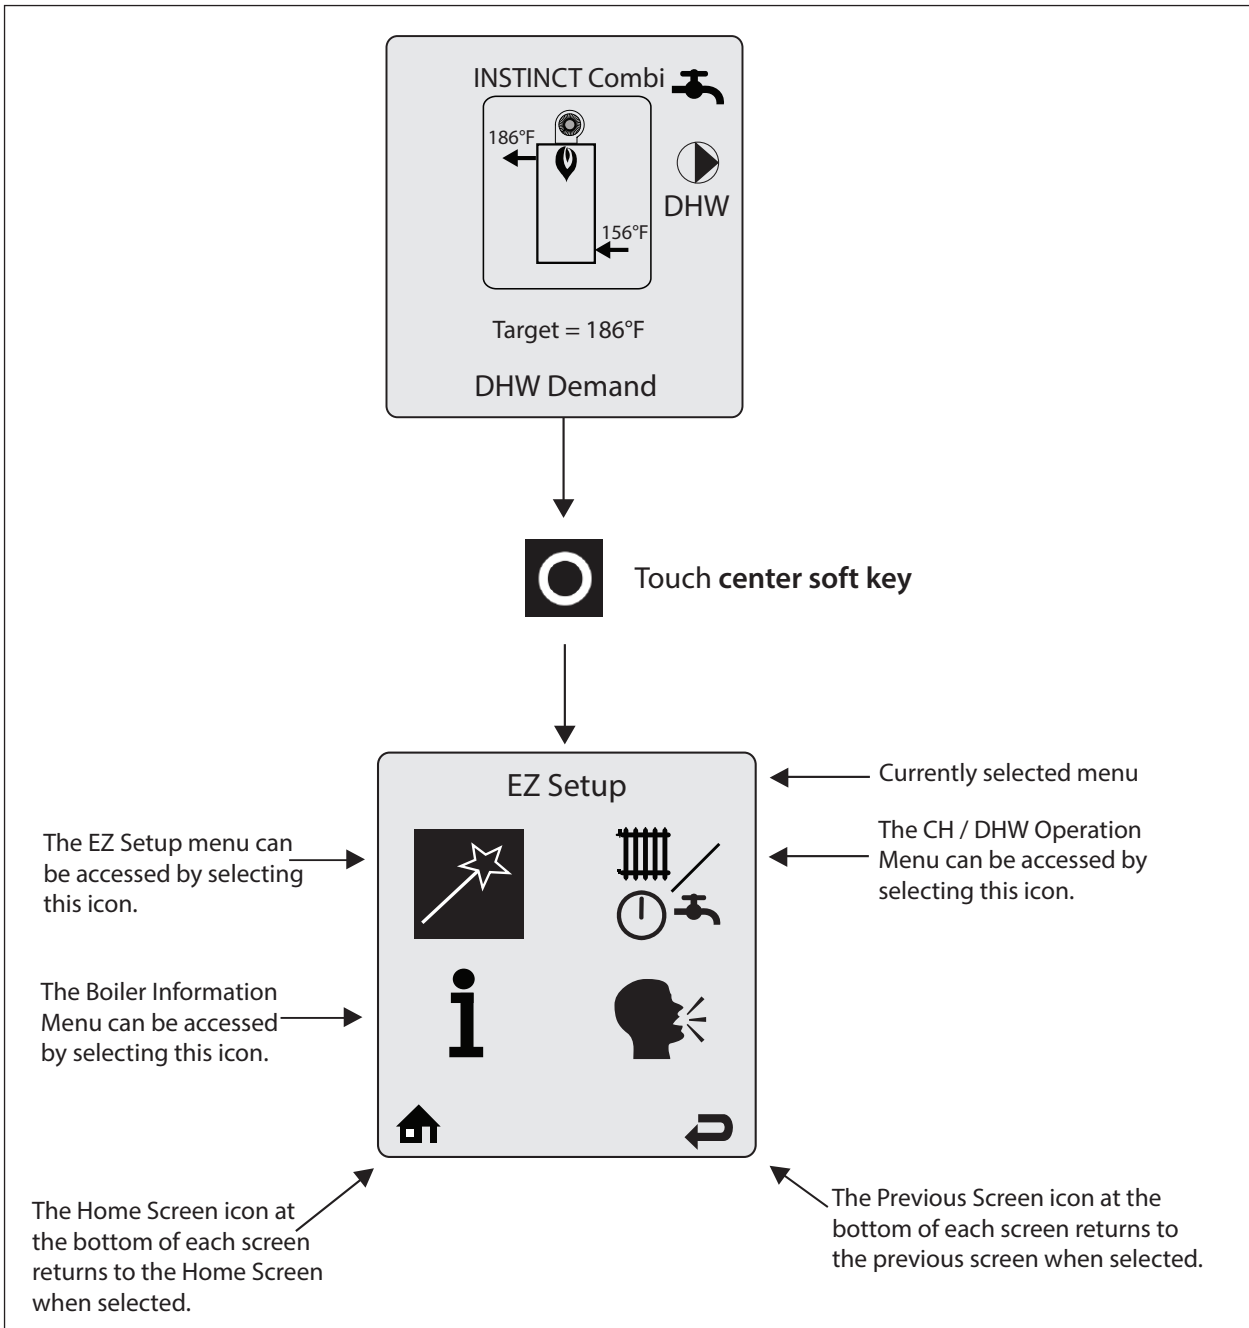 INSTINCT Combi
186°F
156°F
DHW
Target = 186°F
DHW Demand
Touch center soft key
EZ Setup
Currently selected menu
The EZ Setup menu can
be accessed by selecting
this icon.
The CH / DHW Operation
Menu can be accessed by
selecting this icon.
The Boiler Information
Menu can be accessed
by selecting this icon.
The Home Screen icon at
the bottom of each screen
returns to the Home Screen
when selected.
The Previous Screen icon at the
bottom of each screen returns to
the previous screen when selected.